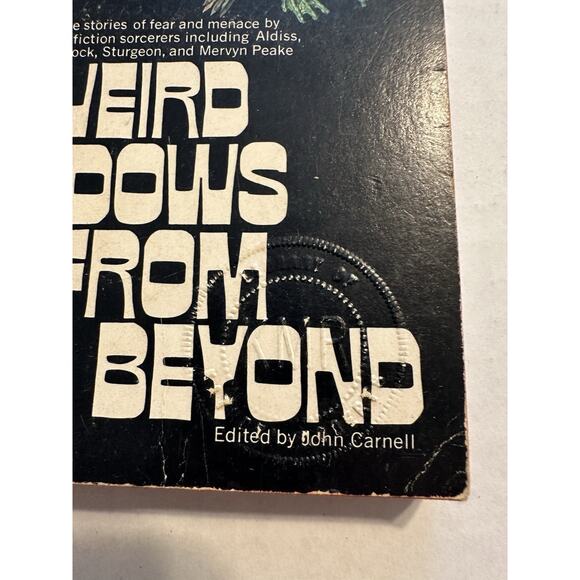 e stories of fear and menace by
fiction sorcerers including Aldiss,
ock, Sturgeon, and Mervyn Peake
EIRD
DOWS
FROM
BEYOND
Edited by John Carnell